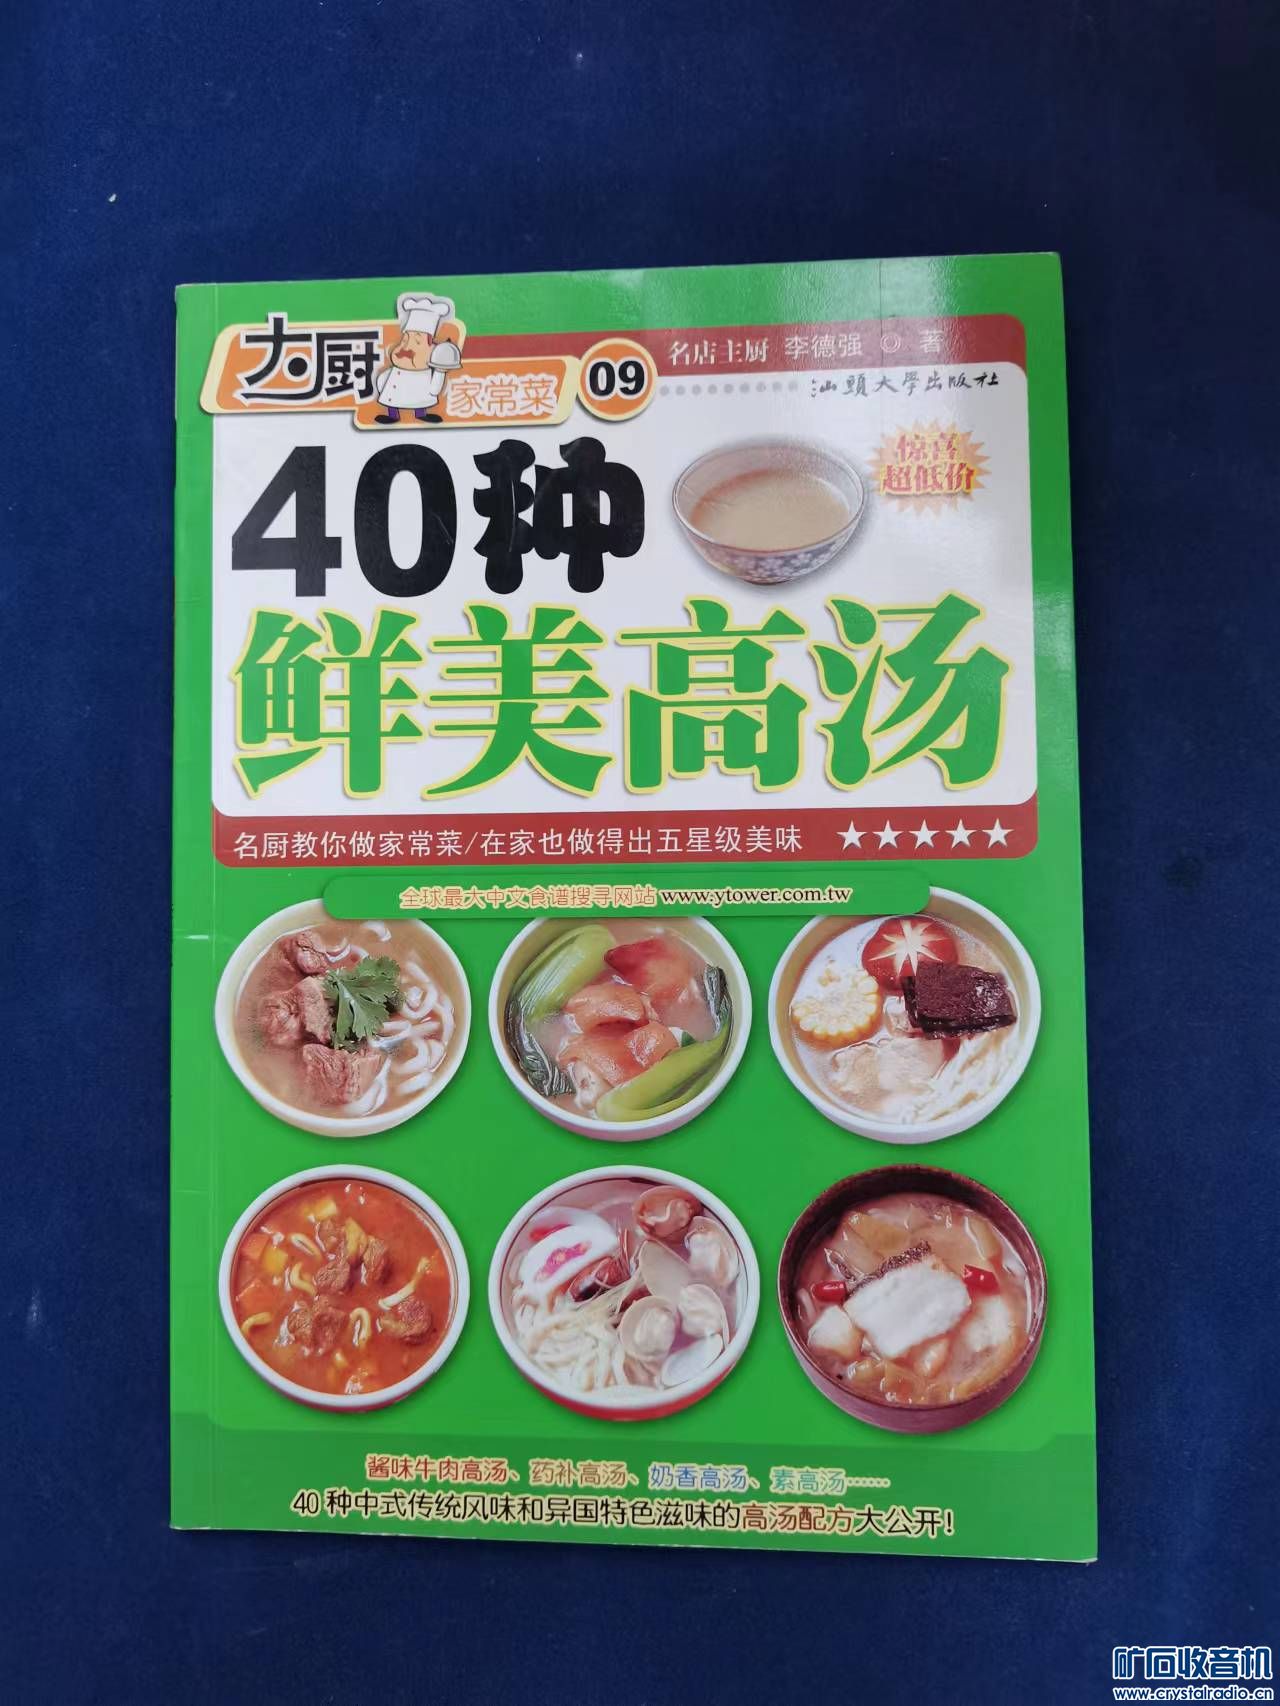 大厨
家常菜
09
名店主厨 李德强 ◎ 著
汕頭大學出版社
40种
惊喜
超低价
鲜美高汤
名厨教你做家常菜/在家也做得出五星级美味 ★★★★★
全球最大中文食谱搜寻网站 www.ytower.com.tw
酱味牛肉高汤、药补高汤、奶香高汤、素高汤……
40 种中式传统风味和异国特色滋味的高汤配方大公开！
矿石收音机
www.crystalradio.cn